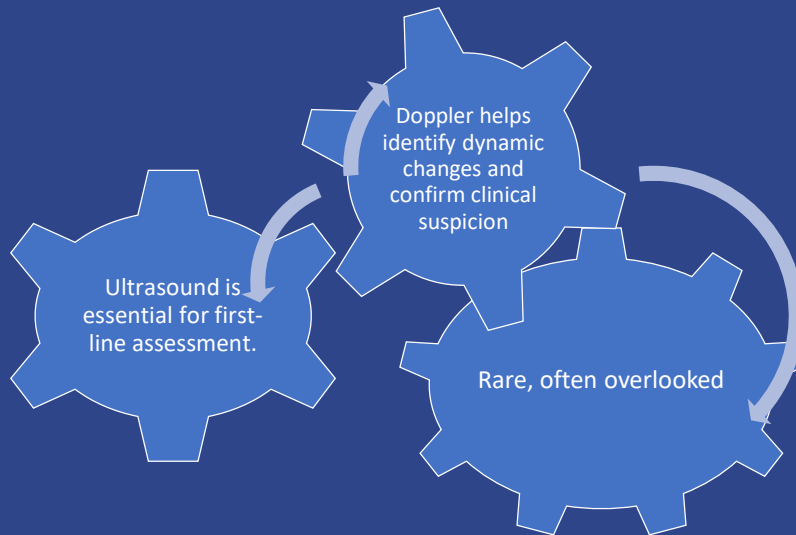 Doppler helps
identify dynamic
changes and
confirm clinical
suspicion
Ultrasound is
essential for first-
line assessment.
Rare, often overlooked